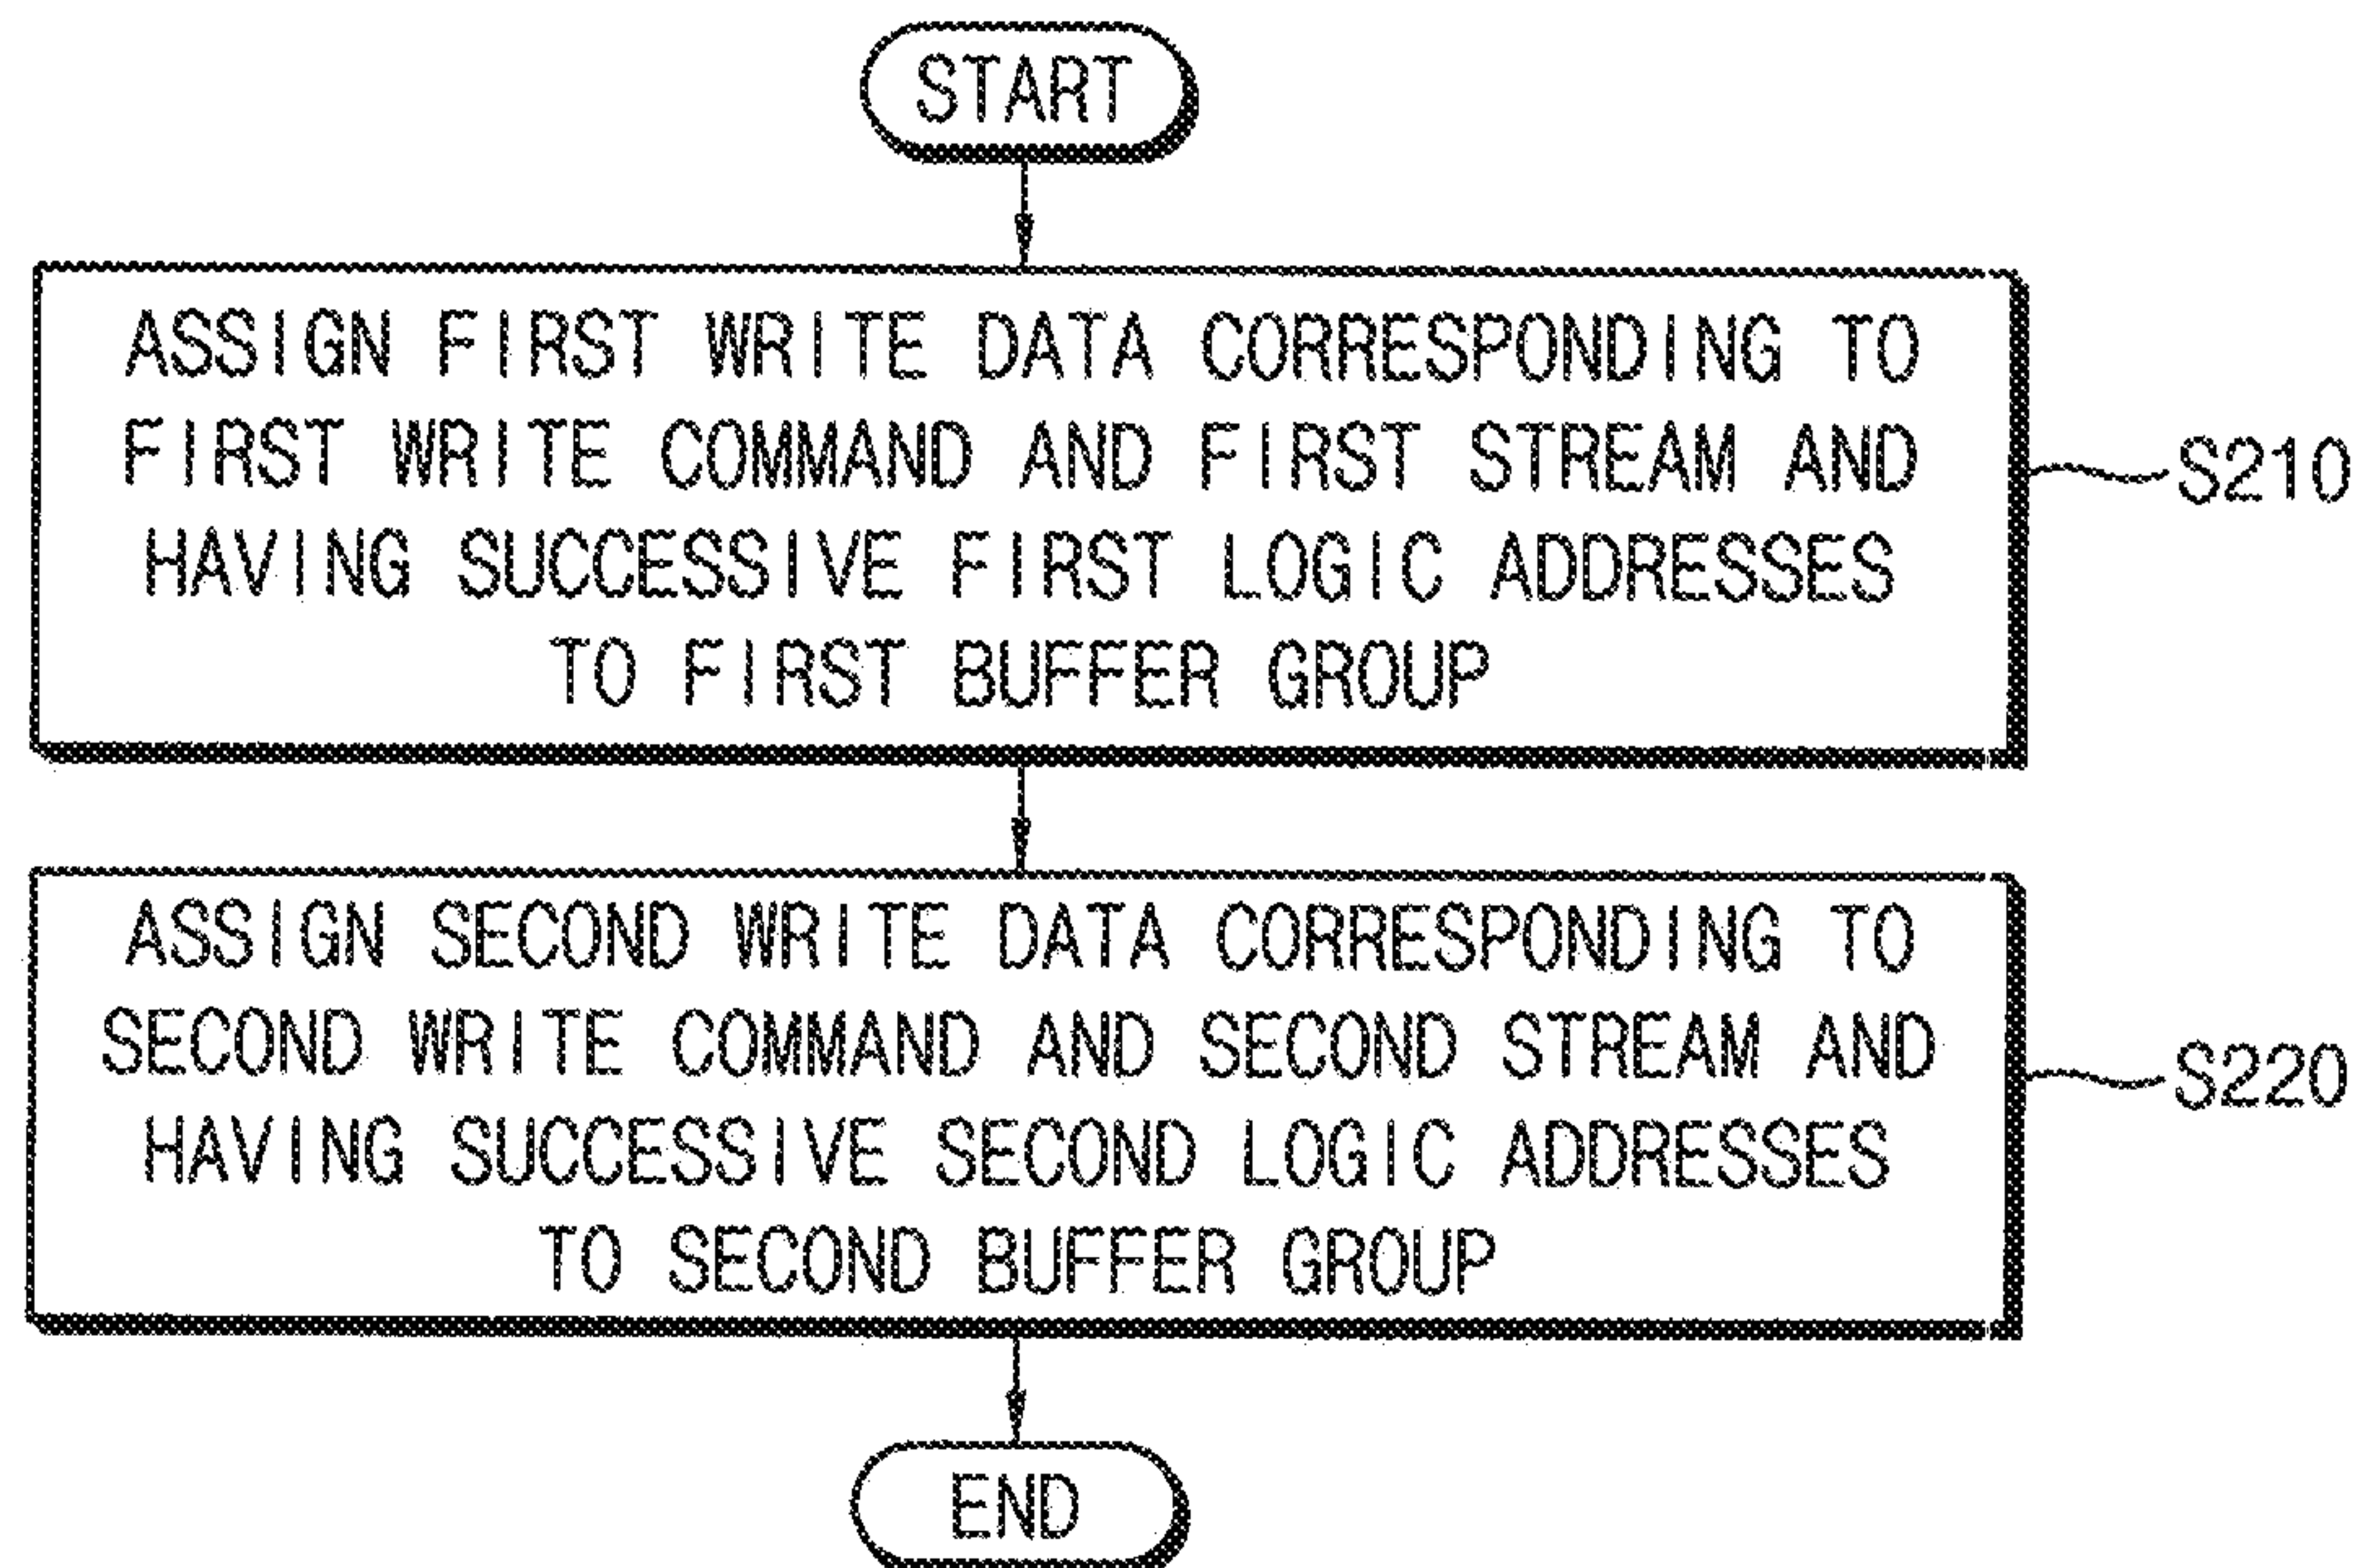 START
ASSIGN FIRST WRITE DATA CORRESPONDING TO
FIRST WRITE COMMAND AND FIRST STREAM AND
HAVING SUCCESSIVE FIRST LOGIC ADDRESSES
TO FIRST BUFFER GROUP
S210
ASSIGN SECOND WRITE DATA CORRESPONDING TO
SECOND WRITE COMMAND AND SECOND STREAM AND
HAVING SUCCESSIVE SECOND LOGIC ADDRESSES
TO SECOND BUFFER GROUP
S220
END